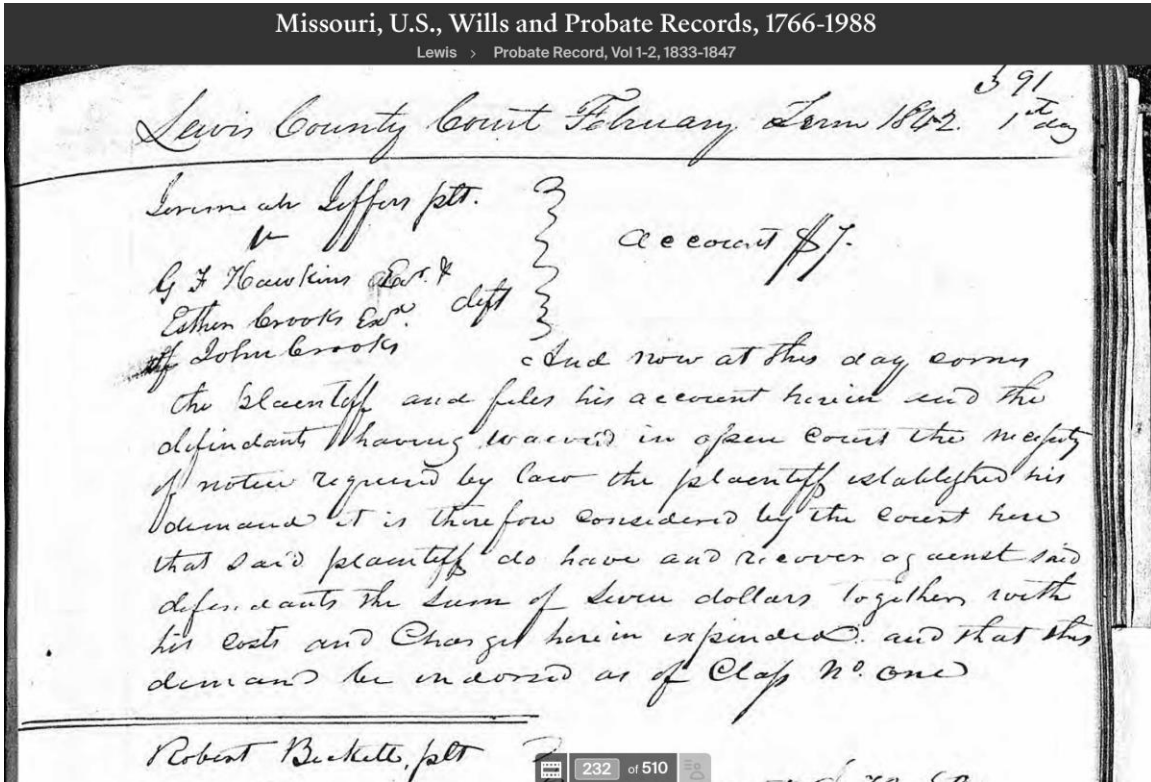 Missouri, U.S., Wills and Probate Records, 1766-1988
Lewis > Probate Record, Vol 1-2, 1833-1847
391
Lewis County Court February Term 1842. 1st day
Jeremiah Jeffers plt.
v
G F Hawkins Exr. &
Esther Crooks Exrx. deft
of John Crooks
Account $7.
And now at this day comes
the plaintiff and files his account herein and the
defendants having waived in open court the necessity
of notice required by law the plaintiff established his
demand it is therefore considered by the court here
that said plaintiff do have and recover against said
defendants the sum of Seven dollars together with
his costs and Charges herein expended. and that this
demand be endorsed as of Class No. one
Robert Beckett, plt
232 of 510